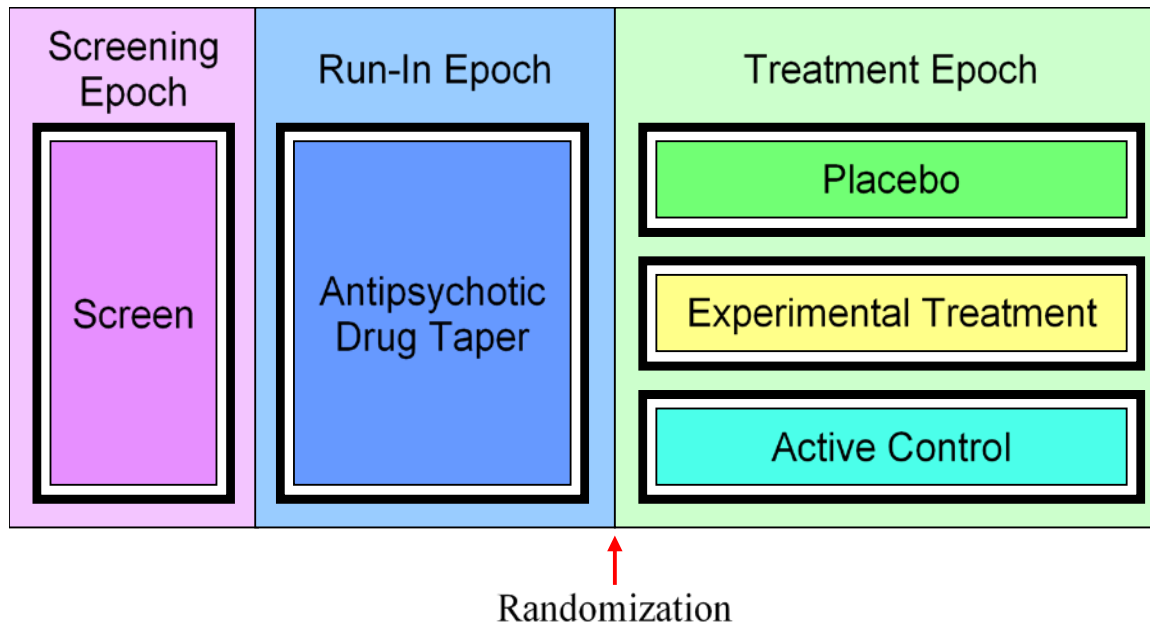 Screening
Epoch
Run-In Epoch
Treatment Epoch
Screen
Antipsychotic
Drug Taper
Placebo
Experimental Treatment
Active Control
Randomization